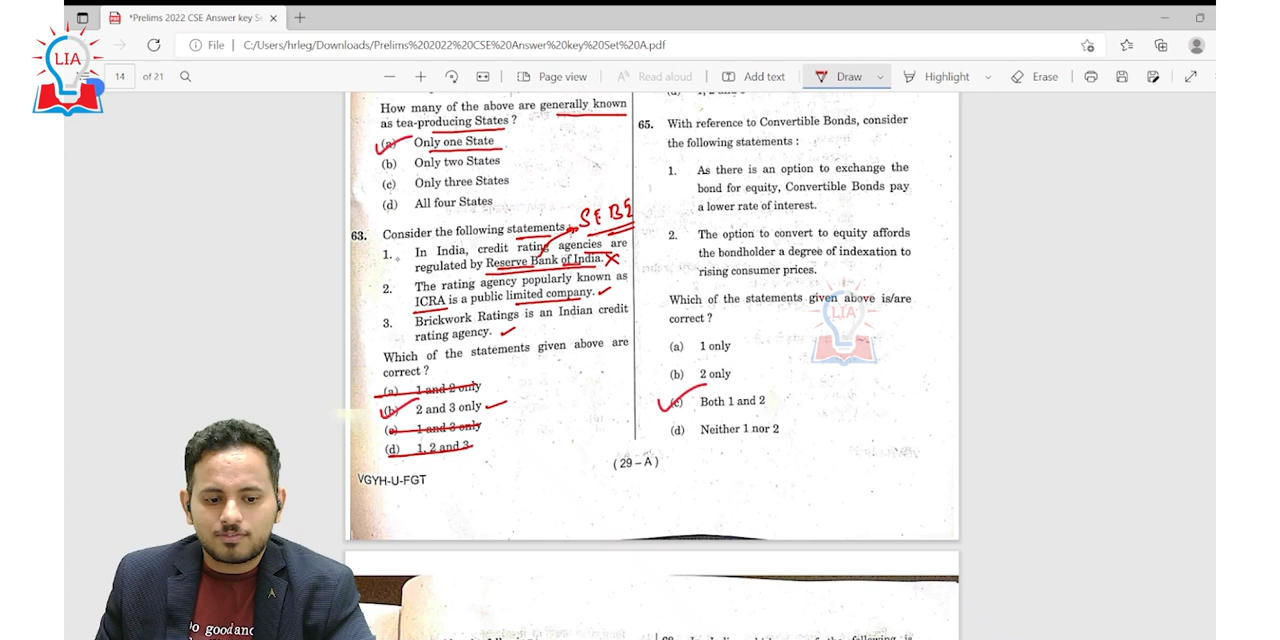 *Prelims 2022 CSE Answer key Se
File
C:/Users/hrleg/Downloads/Prelims%202022%20CSE%20Answer%20key%20Set%20A.pdf
LIA
14
of 21
Page view
Read aloud
Add text
Draw
Highlight
Erase
How many of the above are generally known
as tea-producing States ?
(a) Only one State
(b) Only two States
(c) Only three States
(d) All four States
SEBI
63. Consider the following statements :
1. In India, credit rating agencies are
regulated by Reserve Bank of India.
2. The rating agency popularly known as
ICRA is a public limited company.
3. Brickwork Ratings is an Indian credit
rating agency.
Which of the statements given above are
correct ?
(a) 1 and 2 only
(b) 2 and 3 only
(c) 1 and 3 only
(d) 1, 2 and 3
VGYH-U-FGT
65. With reference to Convertible Bonds, consider
the following statements :
1. As there is an option to exchange the
bond for equity, Convertible Bonds pay
a lower rate of interest.
2. The option to convert to equity affords
the bondholder a degree of indexation to
rising consumer prices.
Which of the statements given above is/are
correct ?
LIA
(a) 1 only
(b) 2 only
(c) Both 1 and 2
(d) Neither 1 nor 2
( 29 – A )
A
Do good and